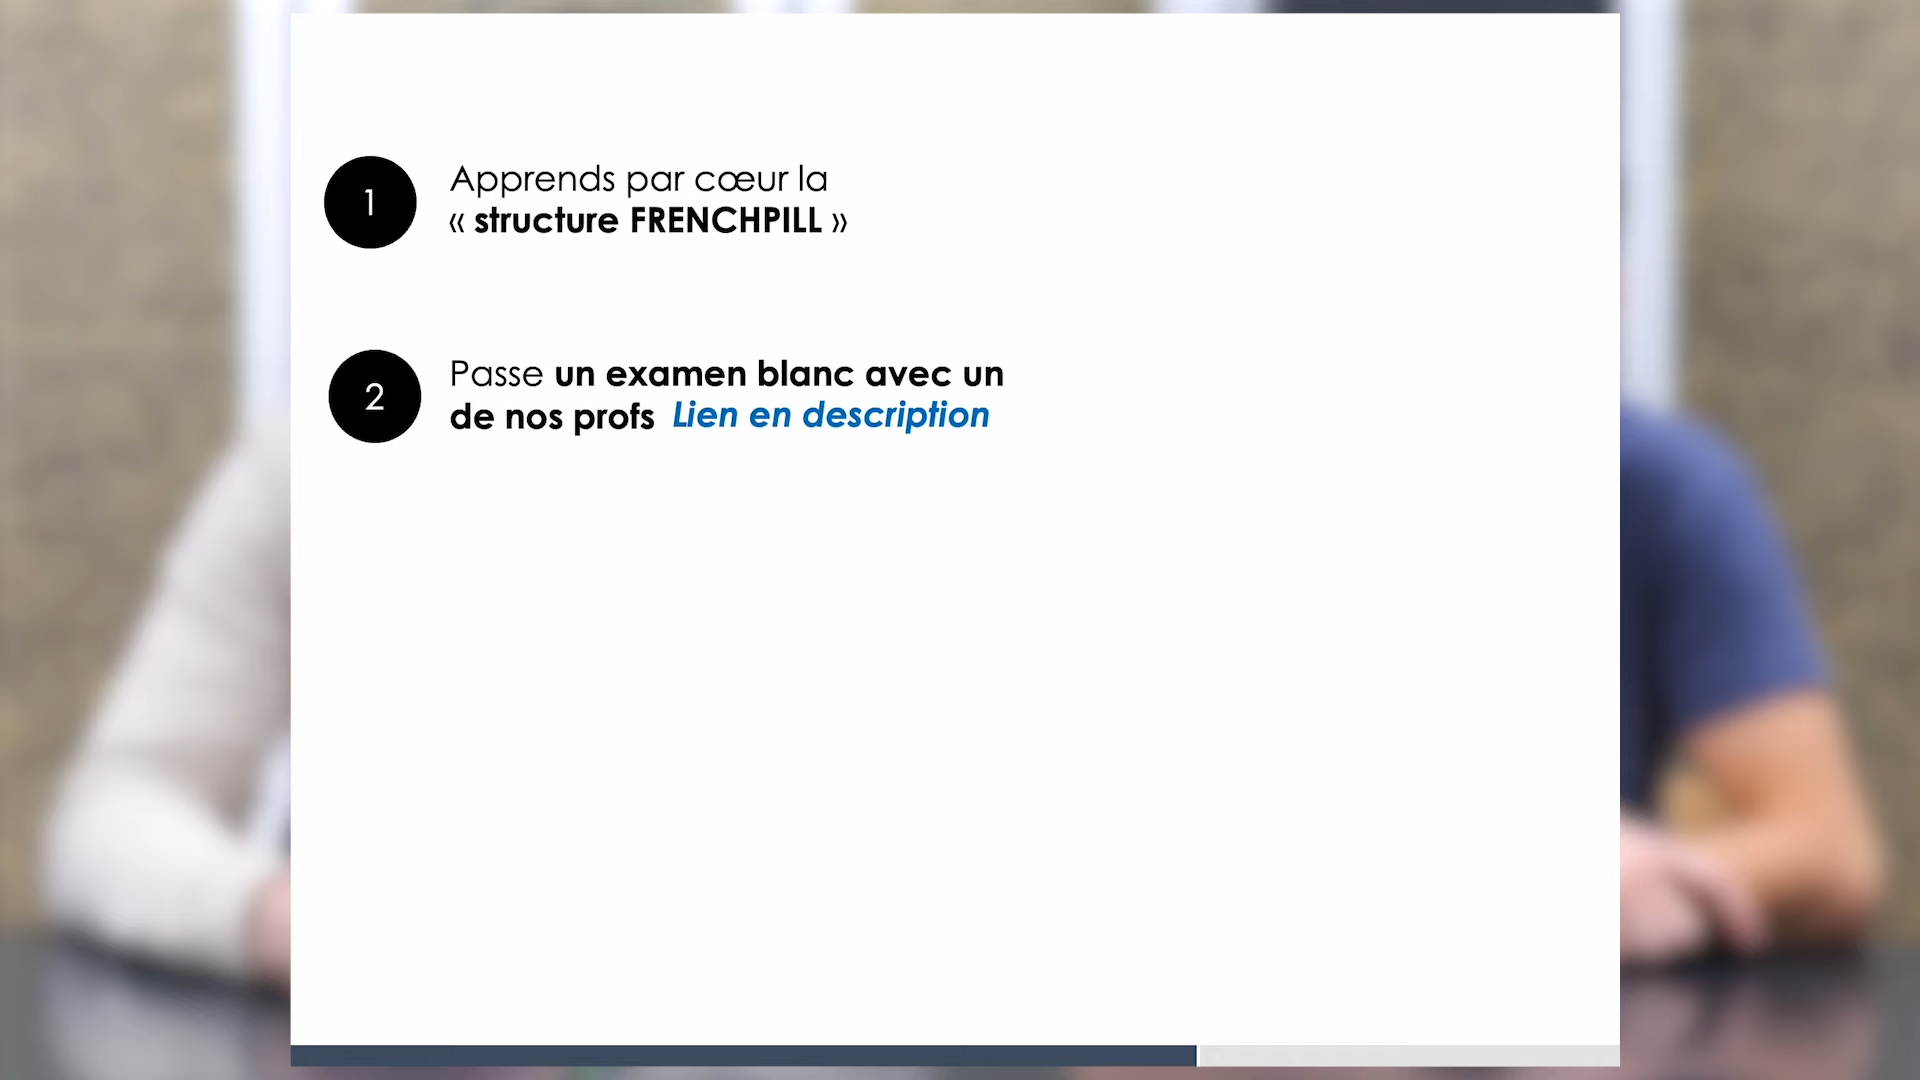 1
Apprends par cœur la
« structure FRENCHPILL »
2
Passe un examen blanc avec un
de nos profs Lien en description